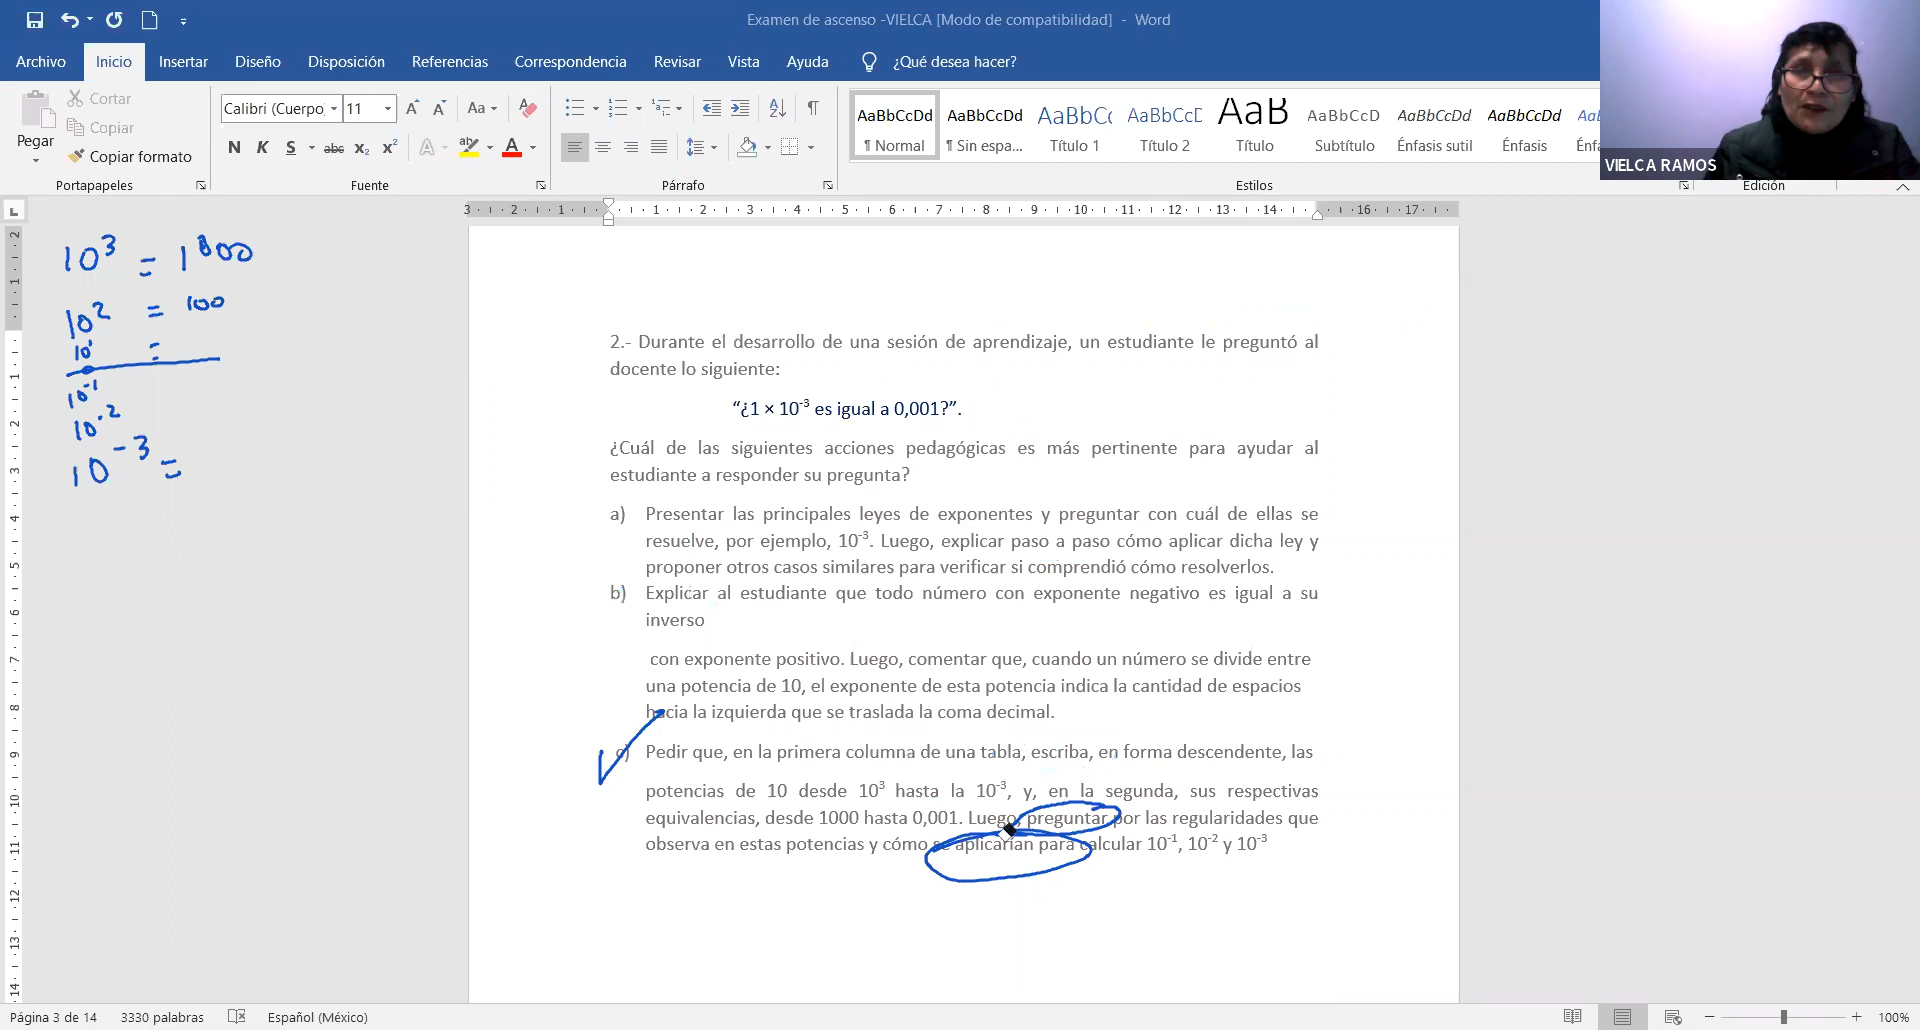 Examen de ascenso -VIELCA [Modo de compatibilidad] - Word
Archivo Inicio Insertar Diseño Disposición Referencias Correspondencia Revisar Vista Ayuda ¿Qué desea hacer?
Pegar
Cortar
Copiar
Copiar formato
Portapapeles
Calibri (Cuerpo) 11
N K S abc x₂ x²
Fuente
Párrafo
AaBbCcDd AaBbCcDd AaBbCc AaBbCcC AaB AaBbCcD AaBbCcDd AaBbCcDd
¶ Normal ¶ Sin espa... Título 1 Título 2 Título Subtítulo Énfasis sutil Énfasis
Estilos
Edición
VIELCA RAMOS
10³ = 1000
10² = 100
10¹ =
10⁻¹
10⁻²
10⁻³ =
2.- Durante el desarrollo de una sesión de aprendizaje, un estudiante le preguntó al
docente lo siguiente:
“¿1 × 10⁻³ es igual a 0,001?”.
¿Cuál de las siguientes acciones pedagógicas es más pertinente para ayudar al
estudiante a responder su pregunta?
a) Presentar las principales leyes de exponentes y preguntar con cuál de ellas se
resuelve, por ejemplo, 10⁻³. Luego, explicar paso a paso cómo aplicar dicha ley y
proponer otros casos similares para verificar si comprendió cómo resolverlos.
b) Explicar al estudiante que todo número con exponente negativo es igual a su
inverso
con exponente positivo. Luego, comentar que, cuando un número se divide entre
una potencia de 10, el exponente de esta potencia indica la cantidad de espacios
hacia la izquierda que se traslada la coma decimal.
c) Pedir que, en la primera columna de una tabla, escriba, en forma descendente, las
potencias de 10 desde 10³ hasta la 10⁻³, y, en la segunda, sus respectivas
equivalencias, desde 1000 hasta 0,001. Luego, preguntar por las regularidades que
observa en estas potencias y cómo se aplicarían para calcular 10⁻¹, 10⁻² y 10⁻³
Página 3 de 14 3330 palabras Español (México) 100%